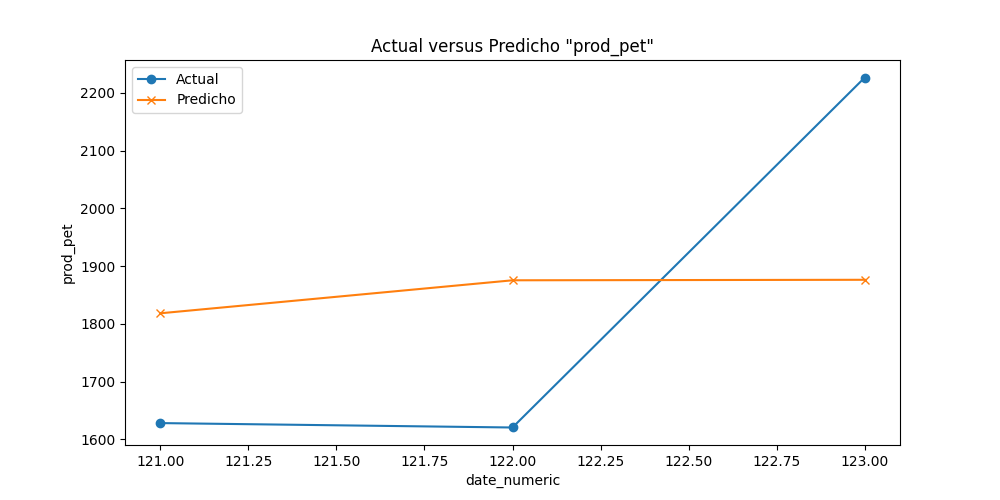 Actual versus Predicho "prod_pet"
Actual
Predicho
2200
2100
2000
1900
1800
1700
1600
prod_pet
121.00 121.25 121.50 121.75 122.00 122.25 122.50 122.75 123.00
date_numeric